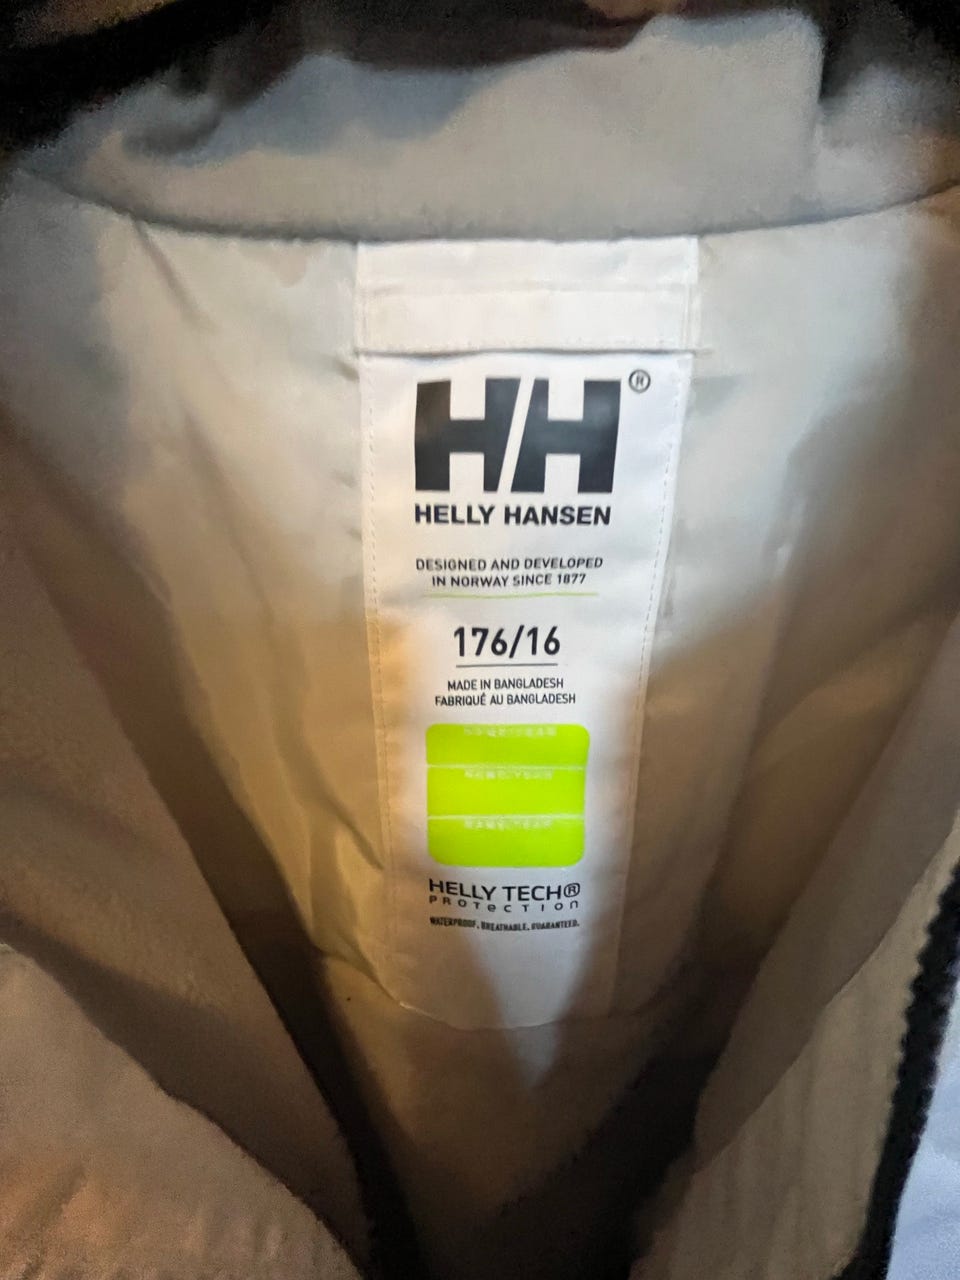 HH®
HELLY HANSEN
DESIGNED AND DEVELOPED
IN NORWAY SINCE 1877
176/16
MADE IN BANGLADESH
FABRIQUÉ AU BANGLADESH
HELLY TECH®
PROTECTION
WATERPROOF. BREATHABLE. GUARANTEED.